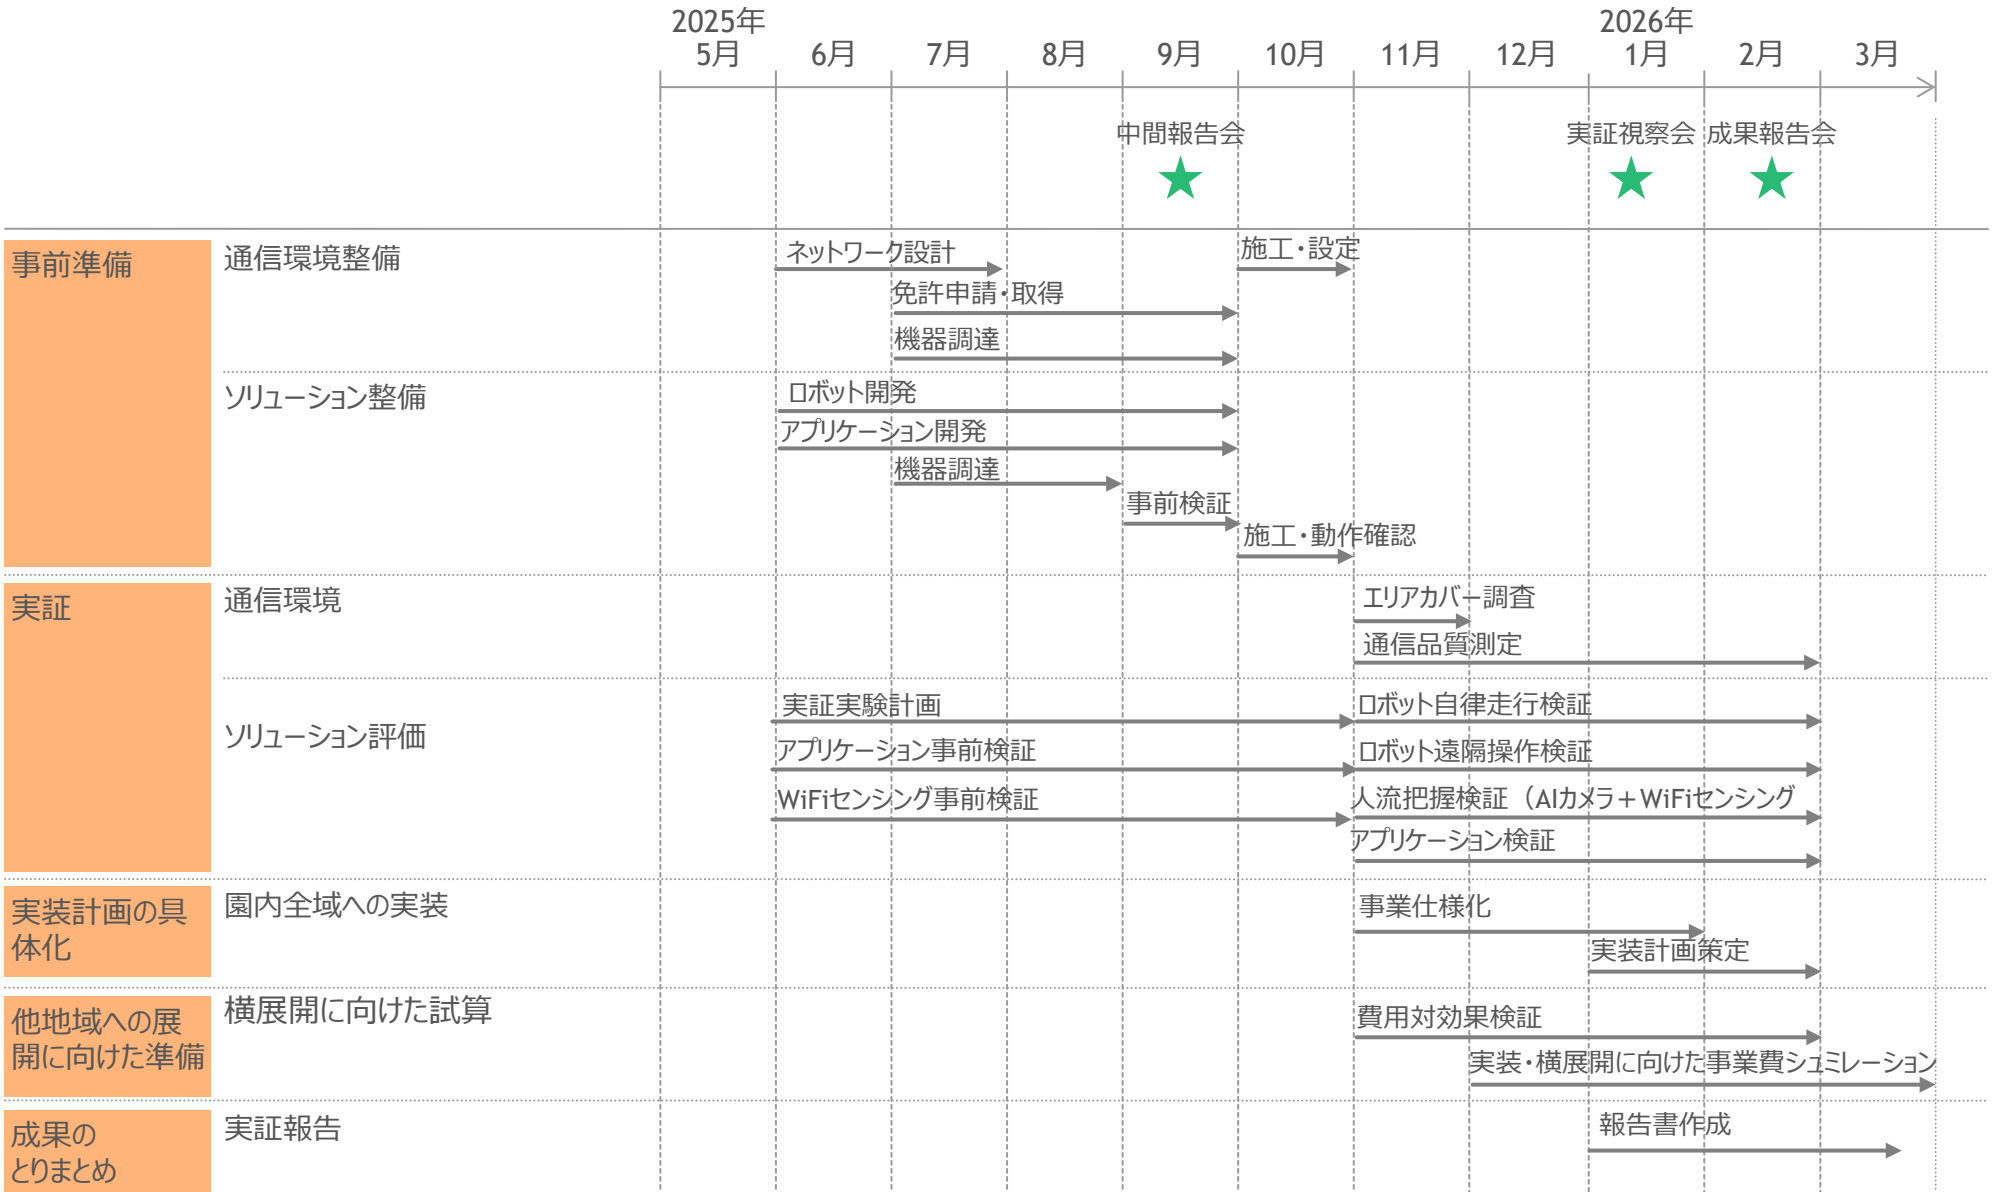 2025年
2026年
5月 6月 7月 8月 9月 10月 11月 12月 1月 2月 3月
中間報告会
実証視察会
成果報告会
事前準備
通信環境整備
ネットワーク設計
施工・設定
免許申請・取得
機器調達
ソリューション整備
ロボット開発
アプリケーション開発
機器調達
事前検証
施工・動作確認
実証
通信環境
エリアカバー調査
通信品質測定
ソリューション評価
実証実験計画
ロボット自律走行検証
アプリケーション事前検証
ロボット遠隔操作検証
WiFiセンシング事前検証
人流把握検証（AIカメラ＋WiFiセンシング
アプリケーション検証
実装計画の具
体化
園内全域への実装
事業仕様化
実装計画策定
他地域への展
開に向けた準備
横展開に向けた試算
費用対効果検証
実装・横展開に向けた事業費シュミレーション
成果の
とりまとめ
実証報告
報告書作成